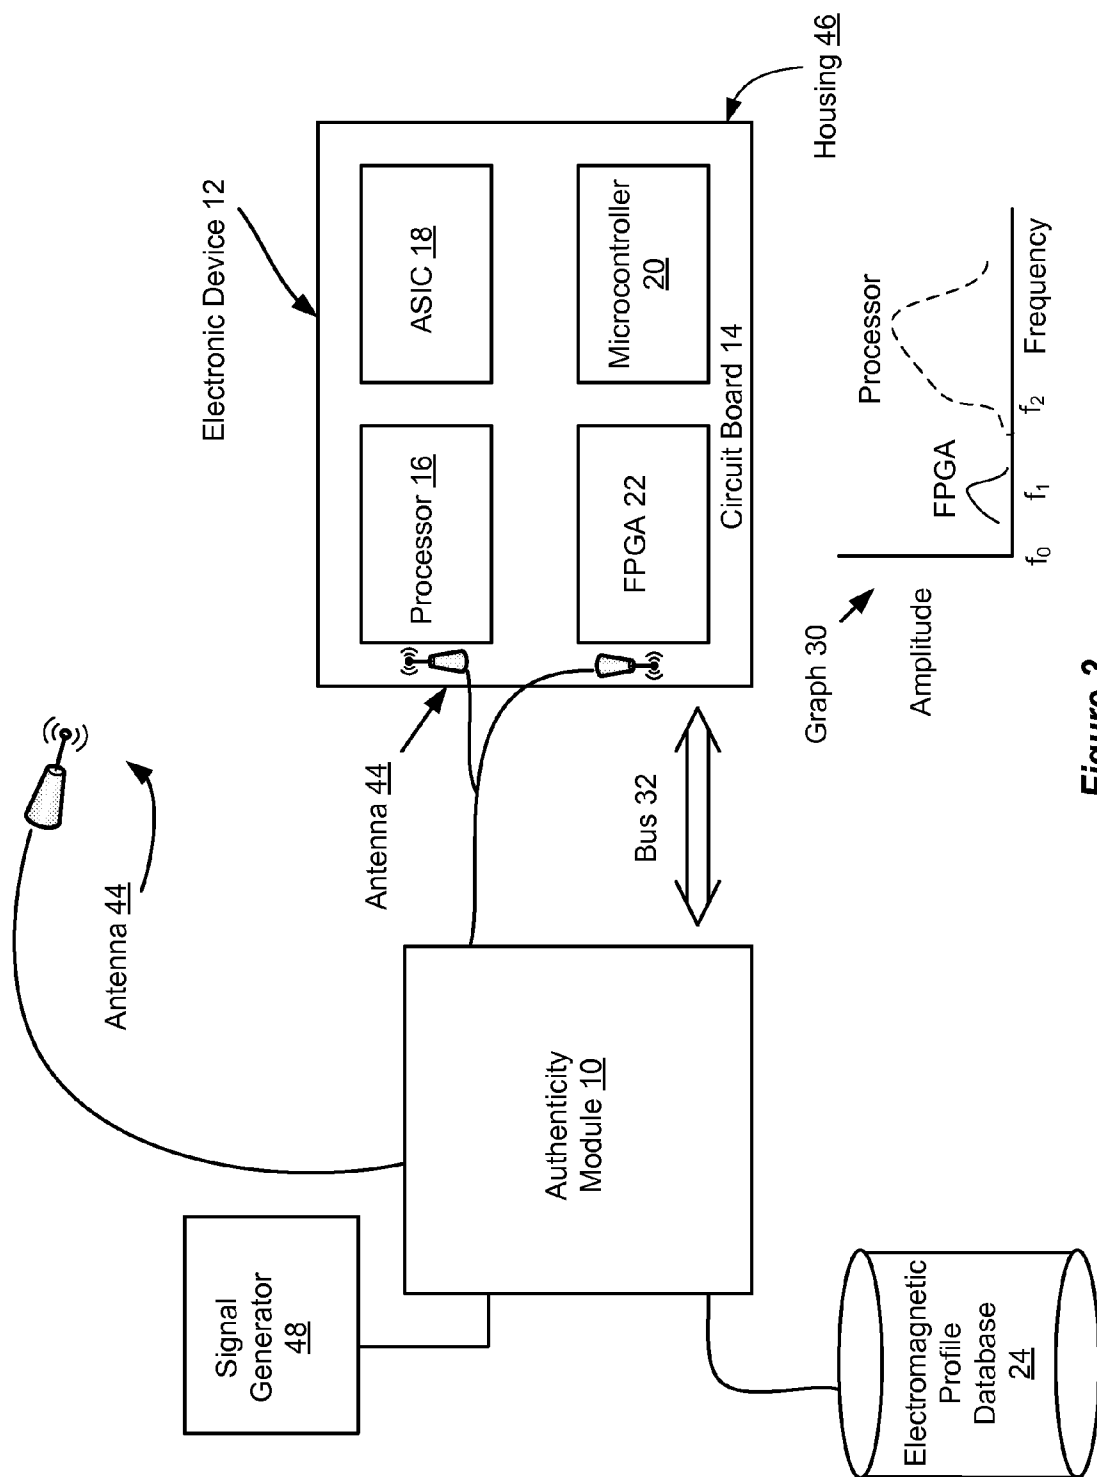 Electronic Device 12
Antenna 44
Antenna 44
Processor 16
ASIC 18
FPGA 22
Microcontroller
20
Circuit Board 14
Housing 46
Signal
Generator
48
Authenticity
Module 10
Bus 32
Electromagnetic
Profile
Database
24
Graph 30
Amplitude
FPGA
Processor
f0
f1
f2
Frequency